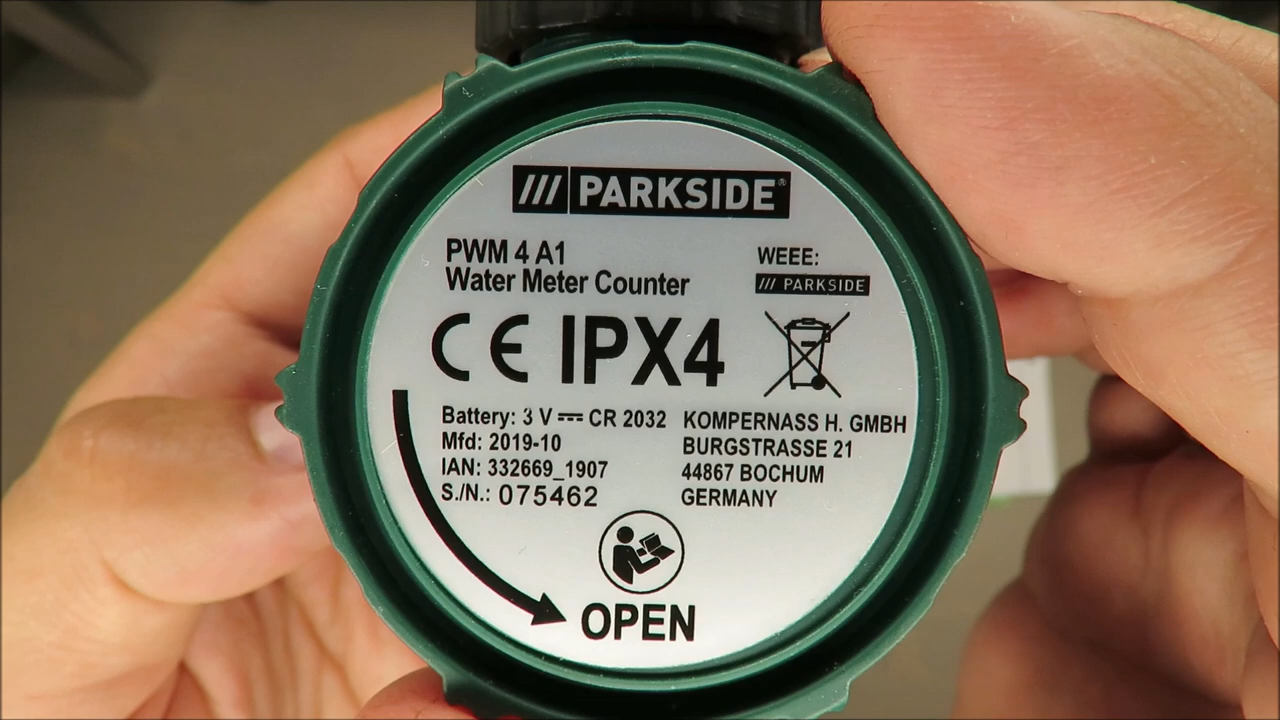 /// PARKSIDE®
PWM 4 A1
Water Meter Counter
WEEE:
/// PARKSIDE
CE IPX4
Battery: 3 V ⎓ CR 2032
Mfd: 2019-10
IAN: 332669_1907
S./N.: 075462
KOMPERNASS H. GMBH
BURGSTRASSE 21
44867 BOCHUM
GERMANY
OPEN